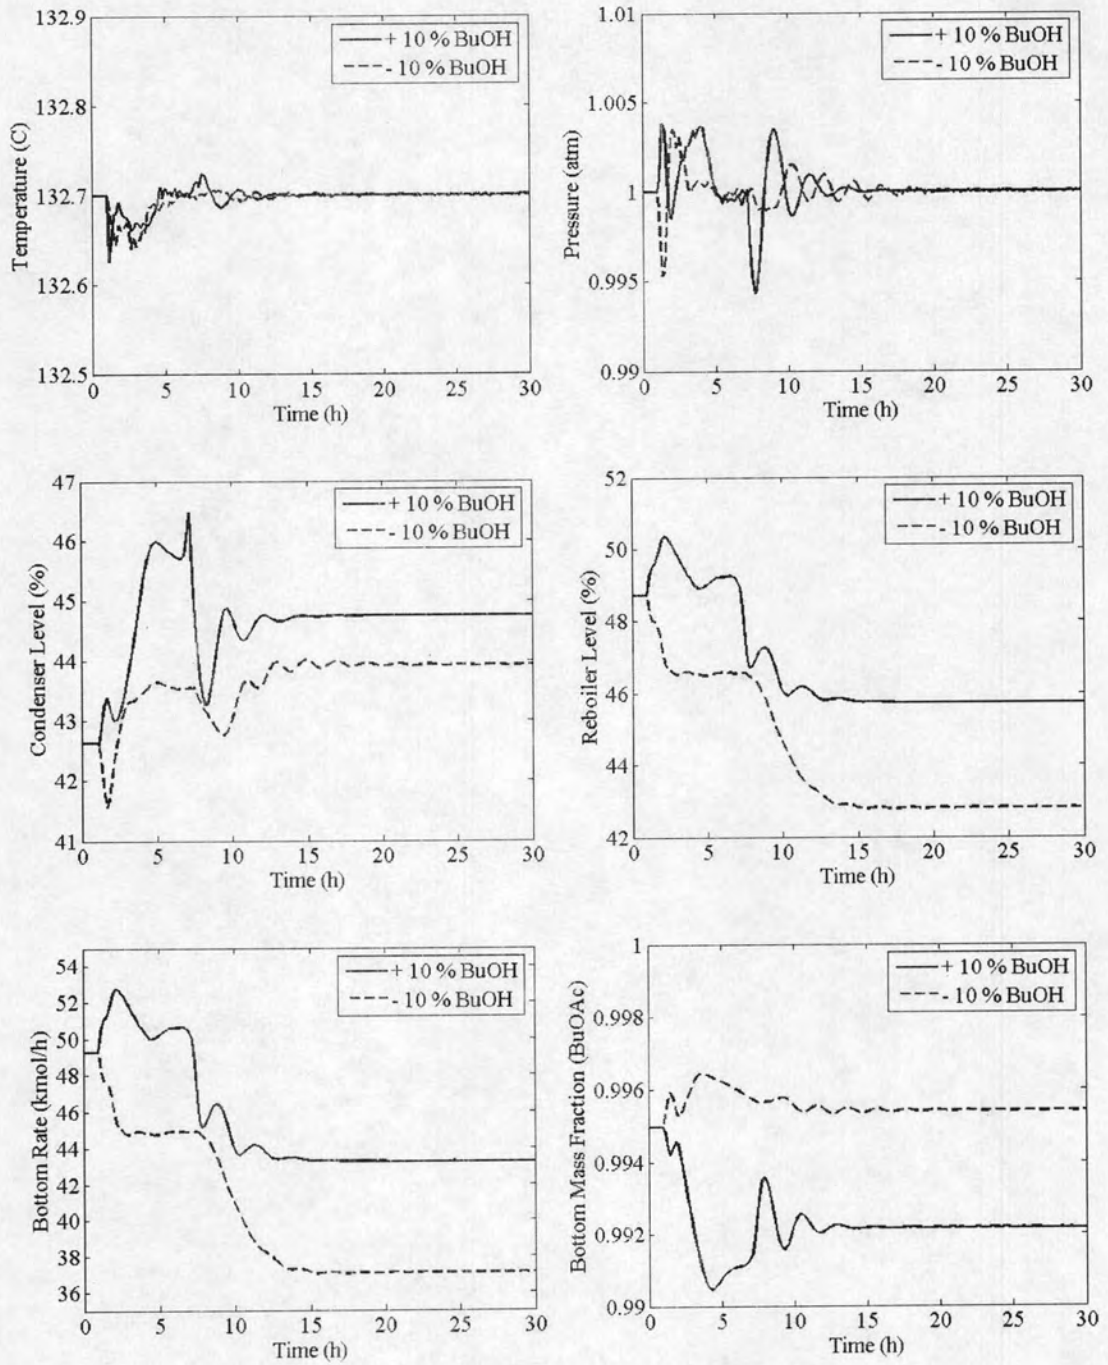 132.9
132.8
132.7
132.6
132.5
Temperature (C)
+ 10 % BuOH
- 10 % BuOH
0 5 10 15 20 25 30
Time (h)
1.01
1.005
1
0.995
0.99
Pressure (atm)
+ 10 % BuOH
- 10 % BuOH
0 5 10 15 20 25 30
Time (h)
47
46
45
44
43
42
41
Condenser Level (%)
+ 10 % BuOH
- 10 % BuOH
0 5 10 15 20 25 30
Time (h)
52
50
48
46
44
42
Reboiler Level (%)
+ 10 % BuOH
- 10 % BuOH
0 5 10 15 20 25 30
Time (h)
54
52
50
48
46
44
42
40
38
36
Bottom Rate (kmol/h)
+ 10 % BuOH
- 10 % BuOH
0 5 10 15 20 25 30
Time (h)
1
0.998
0.996
0.994
0.992
0.99
Bottom Mass Fraction (BuOAc)
+ 10 % BuOH
- 10 % BuOH
0 5 10 15 20 25 30
Time (h)